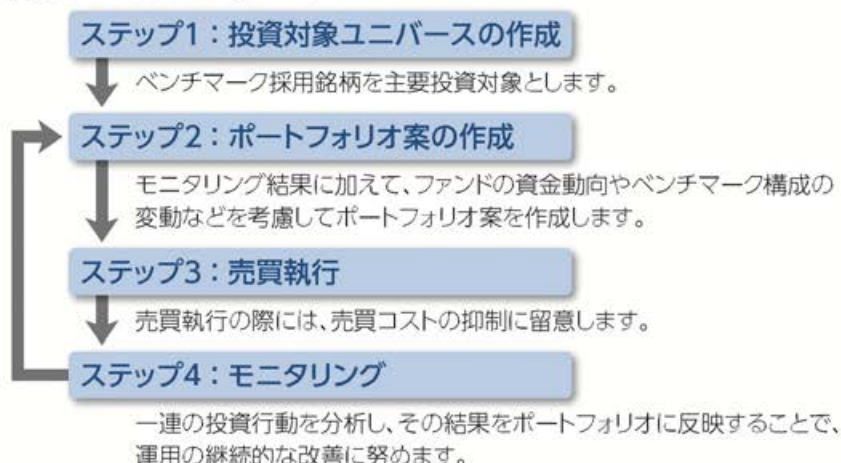 ステップ1：投資対象ユニバースの作成
ベンチマーク採用銘柄を主要投資対象とします。
ステップ2：ポートフォリオ案の作成
モニタリング結果に加えて、ファンドの資金動向やベンチマーク構成の
変動などを考慮してポートフォリオ案を作成します。
ステップ3：売買執行
売買執行の際には、売買コストの抑制に留意します。
ステップ4：モニタリング
一連の投資行動を分析し、その結果をポートフォリオに反映することで、
運用の継続的な改善に努めます。